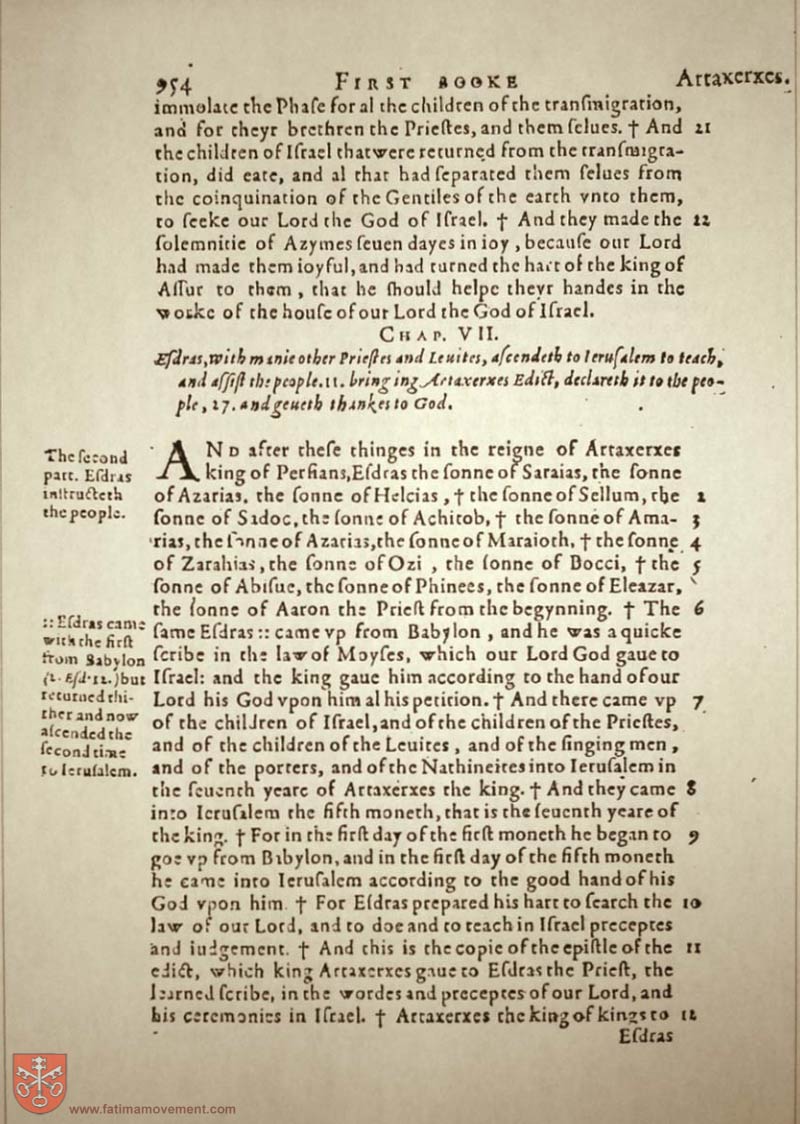 954 FIRST BOOKE Artaxerxes.
immolate the Phaſe for al the children of the tranſmigration,
and for theyr brethren the Prieſtes, and them ſelues. † And 21
the children of Iſrael that were returned from the tranſmigra-
tion, did eate, and al that had ſeparated them ſelues from
the coinquination of the Gentiles of the earth vnto them,
to ſeeke our Lord the God of Iſrael. † And they made the 22
ſolemnitie of Azymes ſeuen dayes in ioy, becauſe our Lord
had made them ioyful, and had turned the hart of the king of
Aſſur to them, that he ſhould helpe theyr handes in the
worke of the houſe of our Lord the God of Iſrael.
CHAP. VII.
Eſdras, with manie other Prieſtes and Leuites, aſcendeth to Ieruſalem to teach,
and aſſiſt the people. 11. bringing Artaxerxes Edict, declareth it to the peo-
ple, 27. and geueth thankes to God.
The ſecond
part. Eſdras
inſtructeth
the people.
AND after theſe thinges in the reigne of Artaxerxes
king of Perſians, Eſdras the ſonne of Saraias, the ſonne
of Azarias, the ſonne of Helcias, † the ſonne of Sellum, the 2
ſonne of Sadoc, the ſonne of Achitob, † the ſonne of Ama- 3
rias, the ſonne of Azarias, the ſonne of Maraioth, † the ſonne 4
of Zarahias, the ſonne of Ozi, the ſonne of Bocci, † the 5
ſonne of Abiſue, the ſonne of Phinees, the ſonne of Eleazar,
the ſonne of Aaron the Prieſt from the begynning. † The 6
ſame Eſdras :: came vp from Babylon, and he was a quicke
ſcribe in the law of Moyſes, which our Lord God gaue to
Iſrael: and the king gaue him according to the hand of our
Lord his God vpon him al his petition. † And there came vp 7
of the children of Iſrael, and of the children of the Prieſtes,
and of the children of the Leuites, and of the ſinging men,
and of the porters, and of the Nathineites into Ieruſalem in
the ſeuenth yeare of Artaxerxes the king. † And they came 8
into Ieruſalem the fifth moneth, that is the ſeuenth yeare of
the king. † For in the firſt day of the firſt moneth he began to 9
goe vp from Babylon, and in the firſt day of the fifth moneth
he came into Ieruſalem according to the good hand of his
God vpon him. † For Eſdras prepared his hart to ſearch the 10
law of our Lord, and to doe and to teach in Iſrael preceptes
and iudgement. † And this is the copie of the epiſtle of the 11
edict, which king Artaxerxes gaue to Eſdras the Prieſt, the
learned ſcribe, in the wordes and preceptes of our Lord, and
his ceremonies in Iſrael. † Artaxerxes the king of kings to 12
Eſdras
:: Eſdras came
with the firſt
from Babylon
(1. Eſd. 12.) but
returned thi-
ther and now
aſcended the
ſecond time
to Ieruſalem.
www.fatimamovement.com